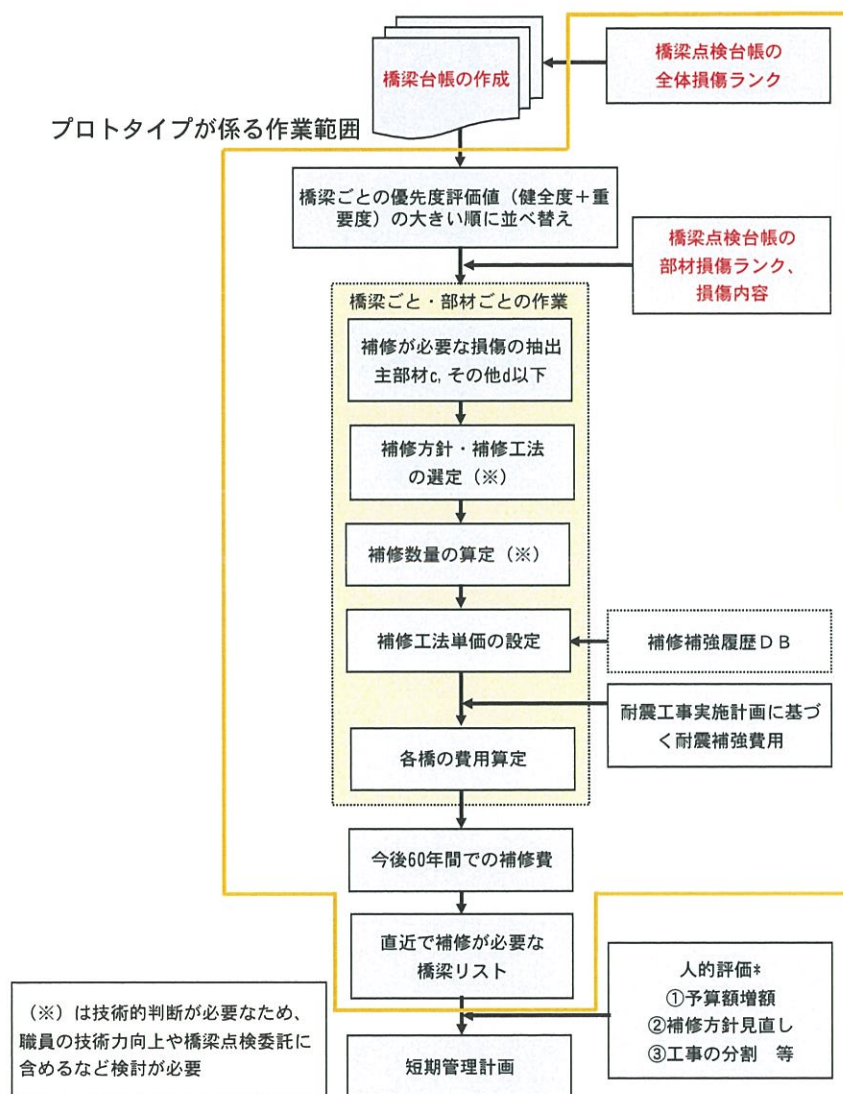 橋梁台帳の作成
橋梁点検台帳の
全体損傷ランク
プロトタイプが係る作業範囲
橋梁ごとの優先度評価値（健全度＋重
要度）の大きい順に並べ替え
橋梁点検台帳の
部材損傷ランク、
損傷内容
橋梁ごと・部材ごとの作業
補修が必要な損傷の抽出
主部材c, その他d以下
補修方針・補修工法
の選定（※）
補修数量の算定（※）
補修工法単価の設定
補修補強履歴ＤＢ
耐震工事実施計画に基づ
く耐震補強費用
各橋の費用算定
今後60年間での補修費
直近で補修が必要な
橋梁リスト
人的評価*
①予算額増額
②補修方針見直し
③工事の分割　等
（※）は技術的判断が必要なため、
職員の技術力向上や橋梁点検委託に
含めるなど検討が必要
短期管理計画